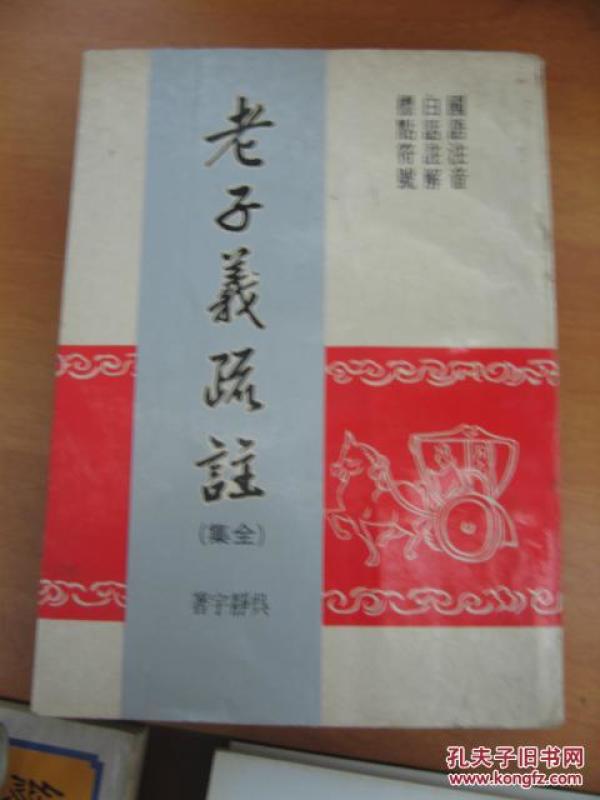 國語注音
白話註解
標點符號
老子義疏註
(全集)
吳靜宇著
孔夫子旧书网
www.kongfz.com